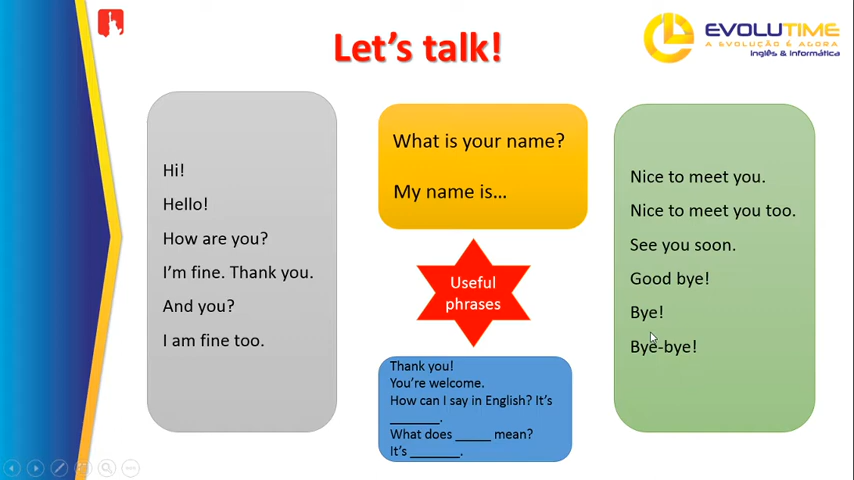 Let's talk!
EVOLUTIME
A EVOLUÇÃO É AGORA
Inglês & Informática
Hi!
Hello!
How are you?
I'm fine. Thank you.
And you?
I am fine too.
What is your name?
My name is...
Useful
phrases
Thank you!
You're welcome.
How can I say in English? It's
_______.
What does _____ mean?
It's _______.
Nice to meet you.
Nice to meet you too.
See you soon.
Good bye!
Bye!
Bye-bye!